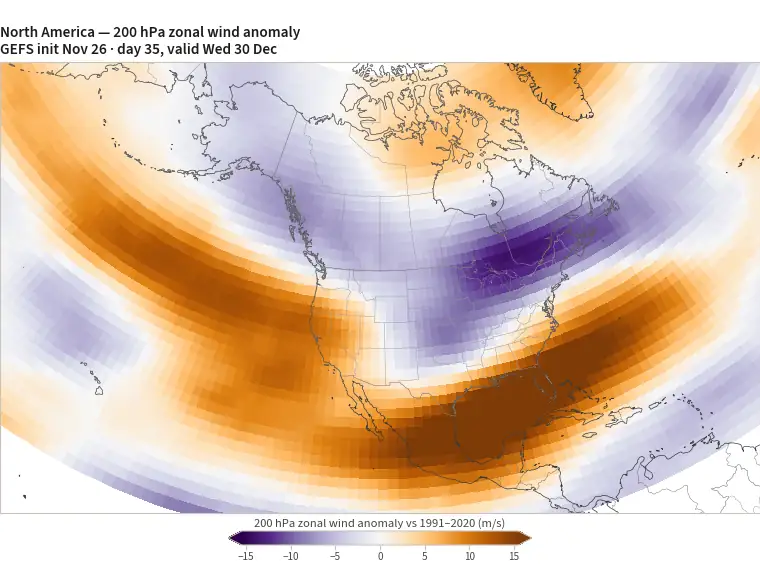 North America — 200 hPa zonal wind anomaly
GEFS init Nov 26 · day 35, valid Wed 30 Dec
200 hPa zonal wind anomaly vs 1991–2020 (m/s)
−15 −10 −5 0 5 10 15